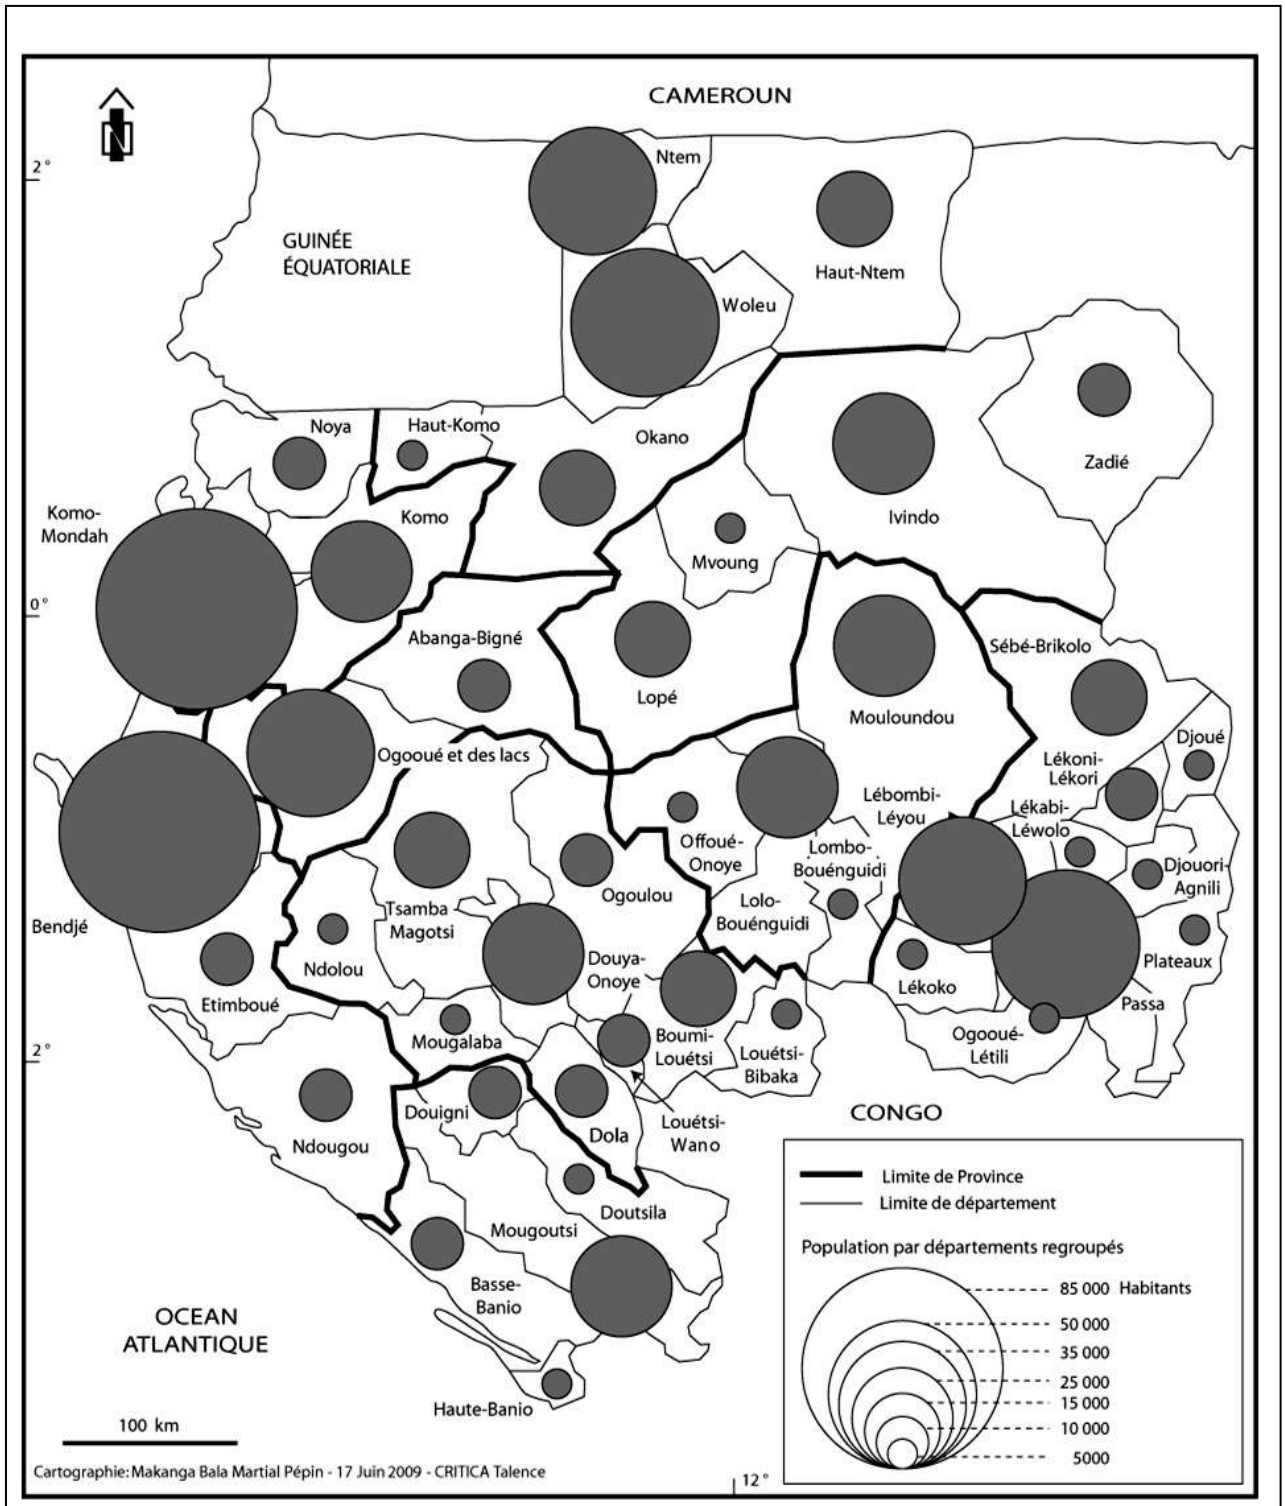 CAMEROUN
N
2°
Ntem
GUINÉE
ÉQUATORIALE
Haut-Ntem
Woleu
Noya
Haut-Komo
Okano
Zadié
Komo-
Mondah
Komo
Ivindo
Mvoung
0°
Abanga-Bigné
Sébé-Brikolo
Lopé
Mouloundou
Djoué
Ogooué et des lacs
Lékoni-
Lékori
Lébombi-
Léyou
Lékabi-
Léwolo
Offoué-
Onoye
Lombo-
Bouénguidi
Djouori-
Agnili
Ogoulou
Tsamba
Magotsi
Lolo-
Bouénguidi
Bendjé
Douya-
Onoye
Ndolou
Plateaux
Lékoko
Etimboué
Passa
2°
Mougalaba
Boumi-
Louétsi
Ogooué-
Létili
Louétsi-
Bibaka
Douigni
CONGO
Ndougou
Dola
Louétsi-
Wano
Doutsila
Mougoutsi
Basse-
Banio
Haute-Banio
OCEAN
ATLANTIQUE
Limite de Province
Limite de département
Population par départements regroupés
85 000 Habitants
50 000
35 000
25 000
15 000
10 000
5000
100 km
Cartographie: Makanga Bala Martial Pépin - 17 Juin 2009 - CRITICA Talence
12°